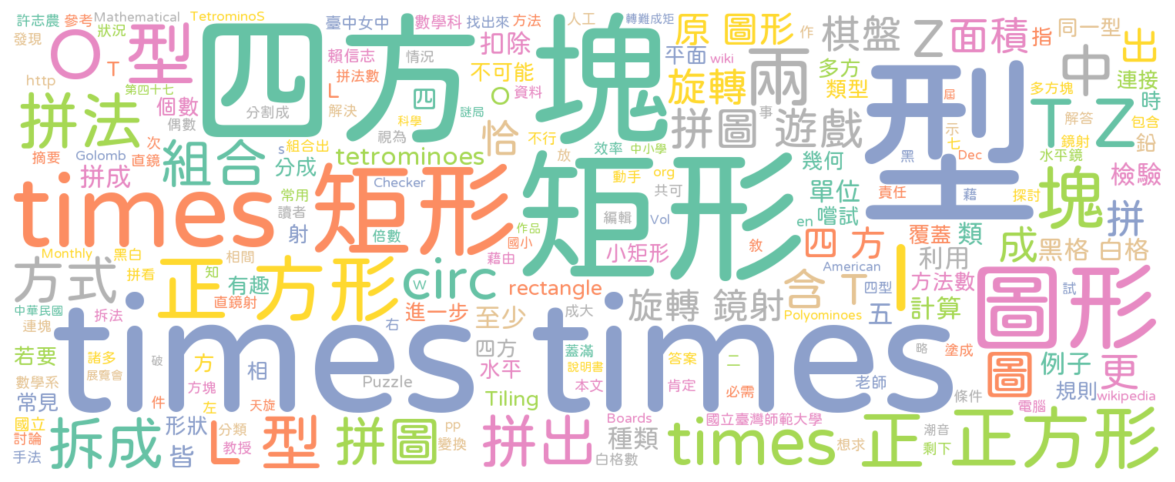 許志農 參考 Mathematical TetrominoS 臺中女中 數學科 找出來 方法 人工 轉難成矩 作 同一型
發現 狀況 O 型 四方 塊 賴信志 扣除 原 圖形 棋盤 Z 面積 指 出
http T 第四十七 拼法數 情況 不可能 平面 wiki 兩 多方 類型 型 中 連接 時
拼法 個數 偶數 分割成 L 解決 四 科學 謎局 O 資料 旋轉 T Z 多方塊 解答 鏡射 包含
摘要 Golomb 次 直鏡 組合 s 組合出 視為 恰 不行 放 效率 中小學 拼圖 遊戲 事 屆 示 七 水平鏡 鉛
拼成 分成 tetrominoes 動手 org 共可 幾何 黑 Dec 檢驗
times 矩形 常用 讀者 射 Checker 倍數 作品 國小 編輯 Vol 矩形 單位 en 嚐試 責任 藉 探討 試 塊 拼
Monthly 黑白 相間 藉由 敘 小矩形 四 方 覆蓋 類 成 黑格 白格
方式 拼看 知 有趣 直鏡射 正方形 circ w rectangle 旋轉 鏡射 American 利用 方法數 圖形
中華民國 連塊 拆法 右 進一步 成大 至少 含 T Polyominoes 四型 I 計算
若要 諸多 展覽會 破 方 times times 四方 水平 蓋滿 說明書 答案 二 五 略 塗成 圖 例子 更
數學系 常見 方塊 件 左 天旋 相 Puzzle Tiling 本文 肯定 必需 老師 條件 規則 wikipedia
國立 討論 手法 拆成 形狀 皆 分類 教授 L 型 拼圖 pp 變換 拼出 Boards 種類 白格數 國立臺灣師範大學 times 想求 正 潮音 剩下 電腦 正方形